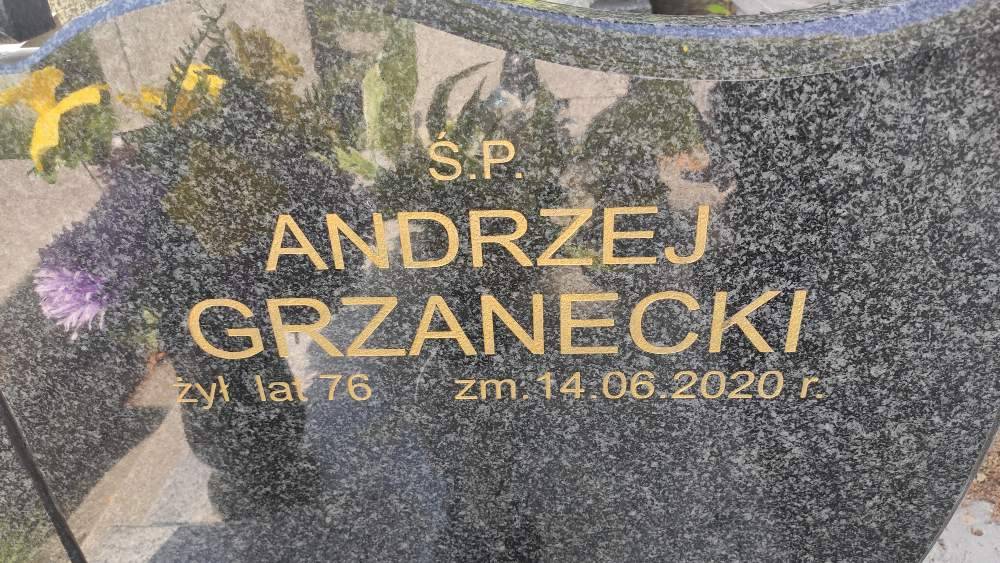 Ś.P.
ANDRZEJ
GRZANECKI
żył lat 76 zm. 14.06.2020 r.